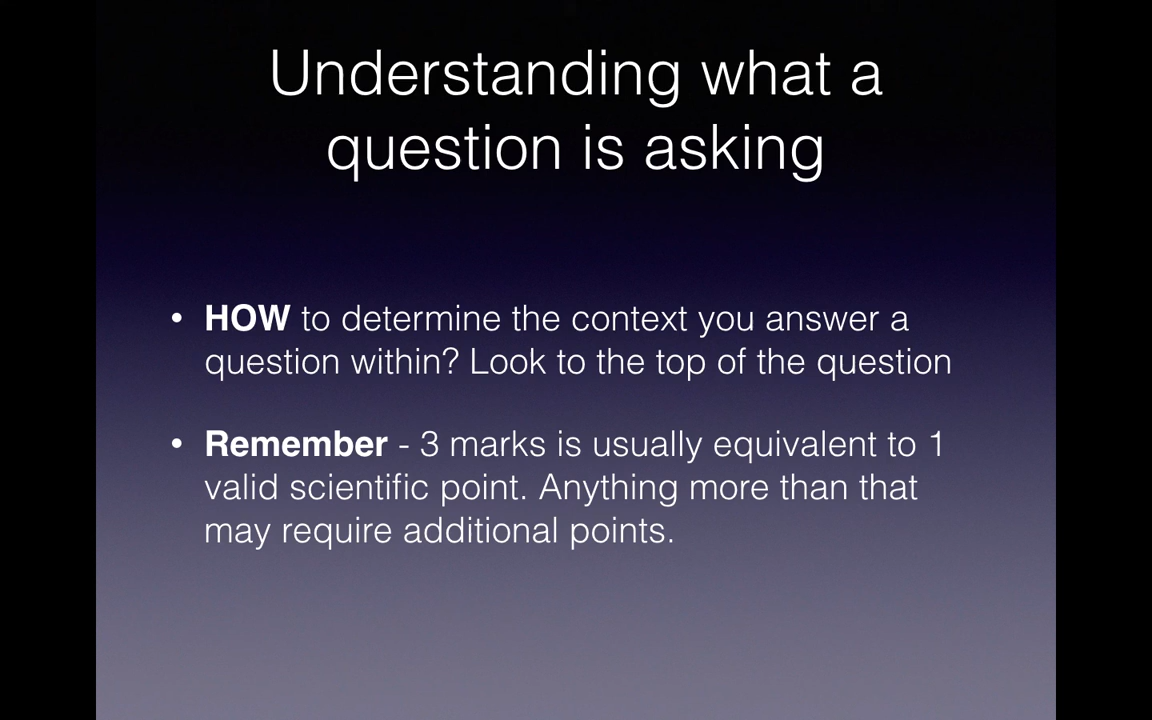 Understanding what a
question is asking
• HOW to determine the context you answer a
question within? Look to the top of the question
• Remember - 3 marks is usually equivalent to 1
valid scientific point. Anything more than that
may require additional points.